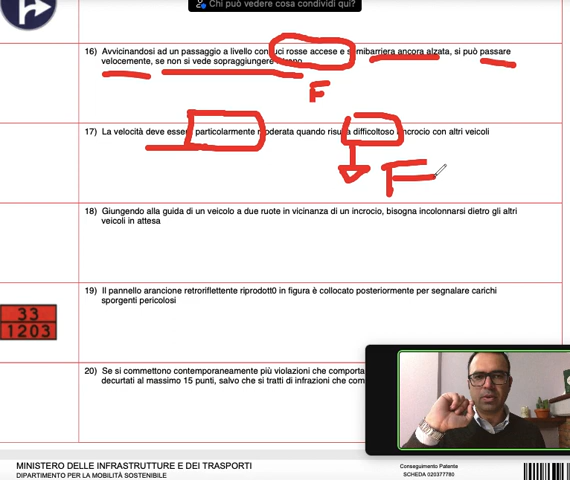 Chi può vedere cosa condividi qui?
16) Avvicinandosi ad un passaggio a livello con luci rosse accese e semibarriera ancora alzata, si può passare
velocemente, se non si vede sopraggiungere
F
17) La velocità deve essere particolarmente moderata quando risulta difficoltoso incrocio con altri veicoli
F
18) Giungendo alla guida di un veicolo a due ruote in vicinanza di un incrocio, bisogna incolonnarsi dietro gli altri
veicoli in attesa
19) Il pannello arancione retroriflettente riprodott0 in figura è collocato posteriormente per segnalare carichi
sporgenti pericolosi
33
1203
20) Se si commettono contemporaneamente più violazioni che comporta
decurtati al massimo 15 punti, salvo che si tratti di infrazioni che com
MINISTERO DELLE INFRASTRUTTURE E DEI TRASPORTI
DIPARTIMENTO PER LA MOBILITÀ SOSTENIBILE
Conseguimento Patente
SCHEDA 020377780